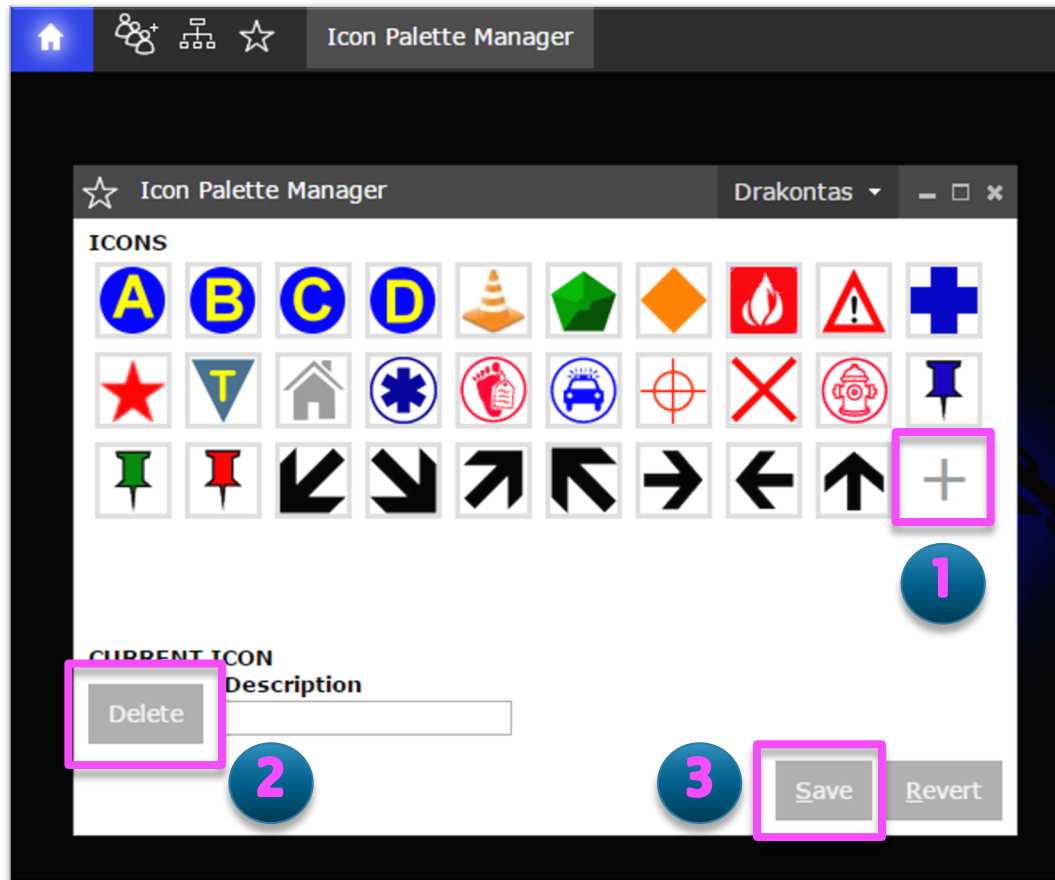 Icon Palette Manager
Icon Palette Manager
Drakontas
ICONS
A B C D
T
1
CURRENT ICON
Description
Delete
2
3
Save
Revert